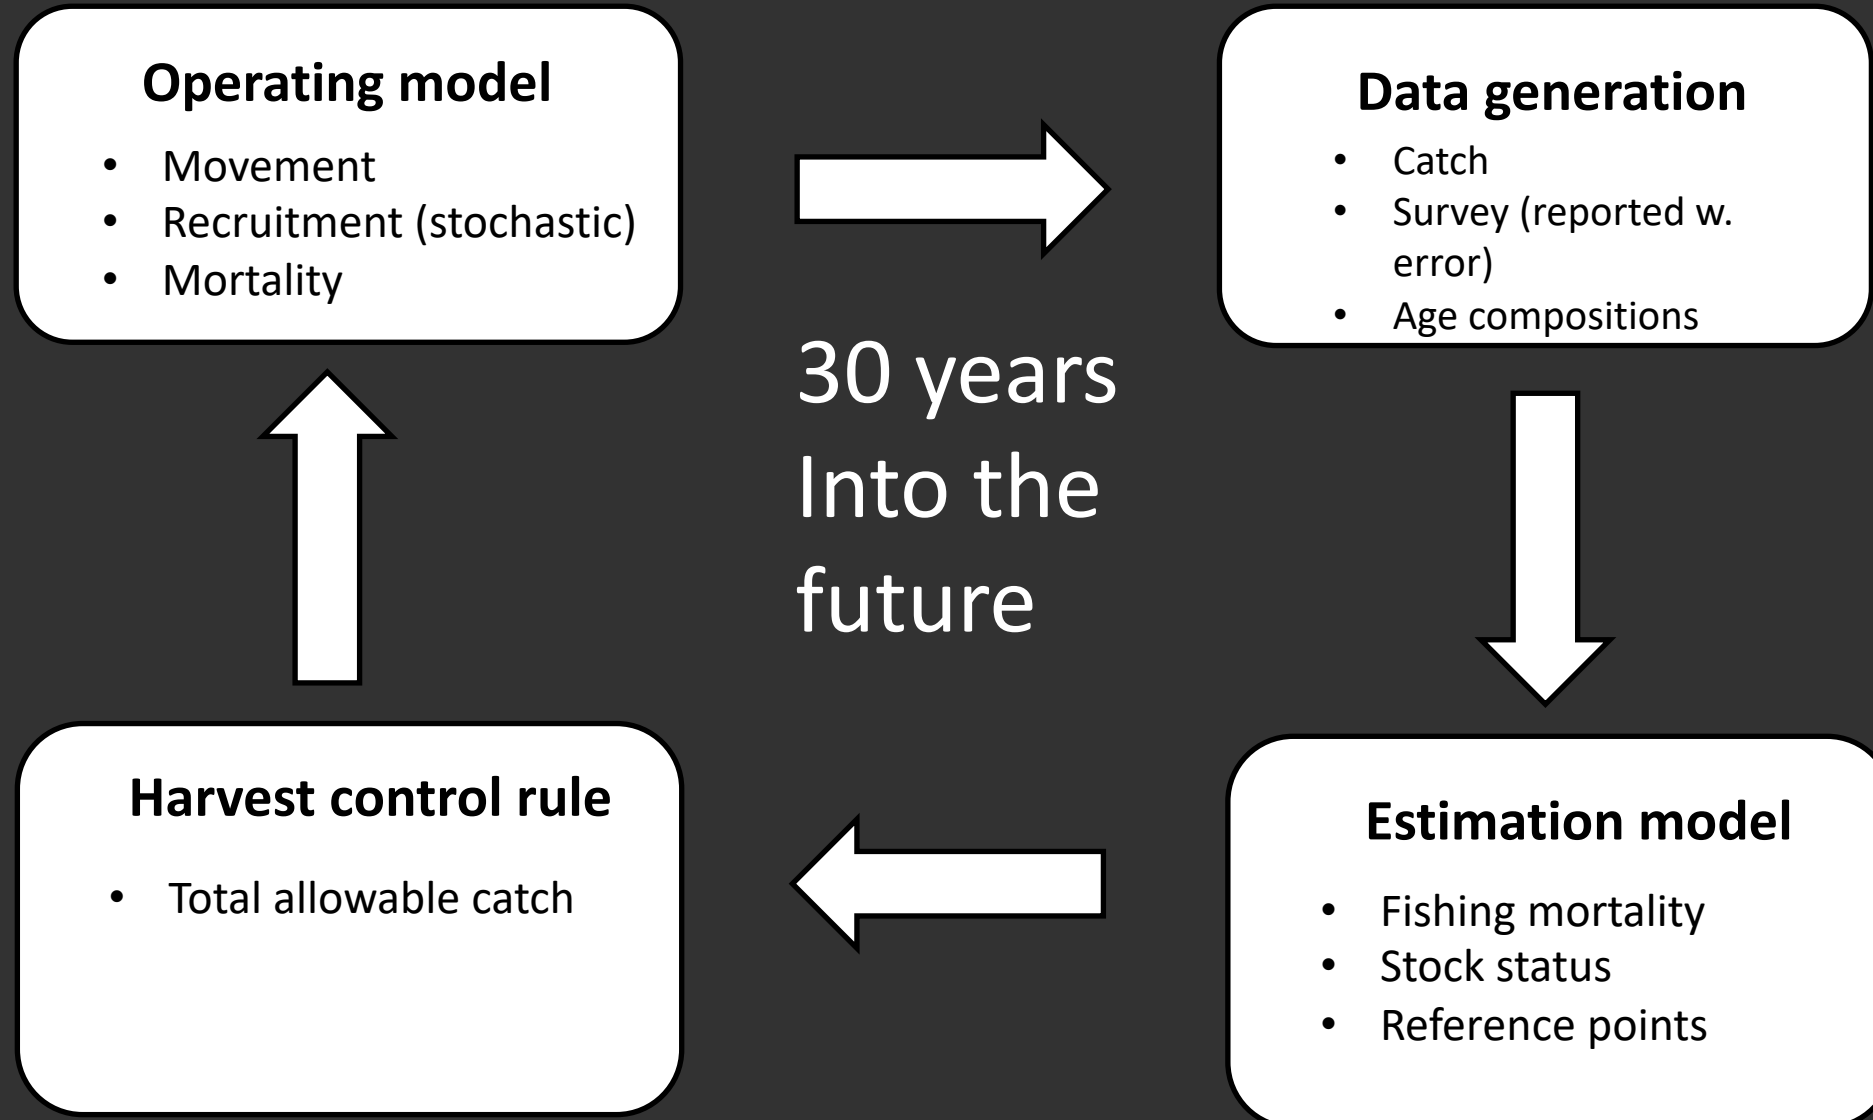 Operating model
• Movement
• Recruitment (stochastic)
• Mortality
Data generation
• Catch
• Survey (reported w.
error)
• Age compositions
30 years
Into the
future
Harvest control rule
• Total allowable catch
Estimation model
• Fishing mortality
• Stock status
• Reference points